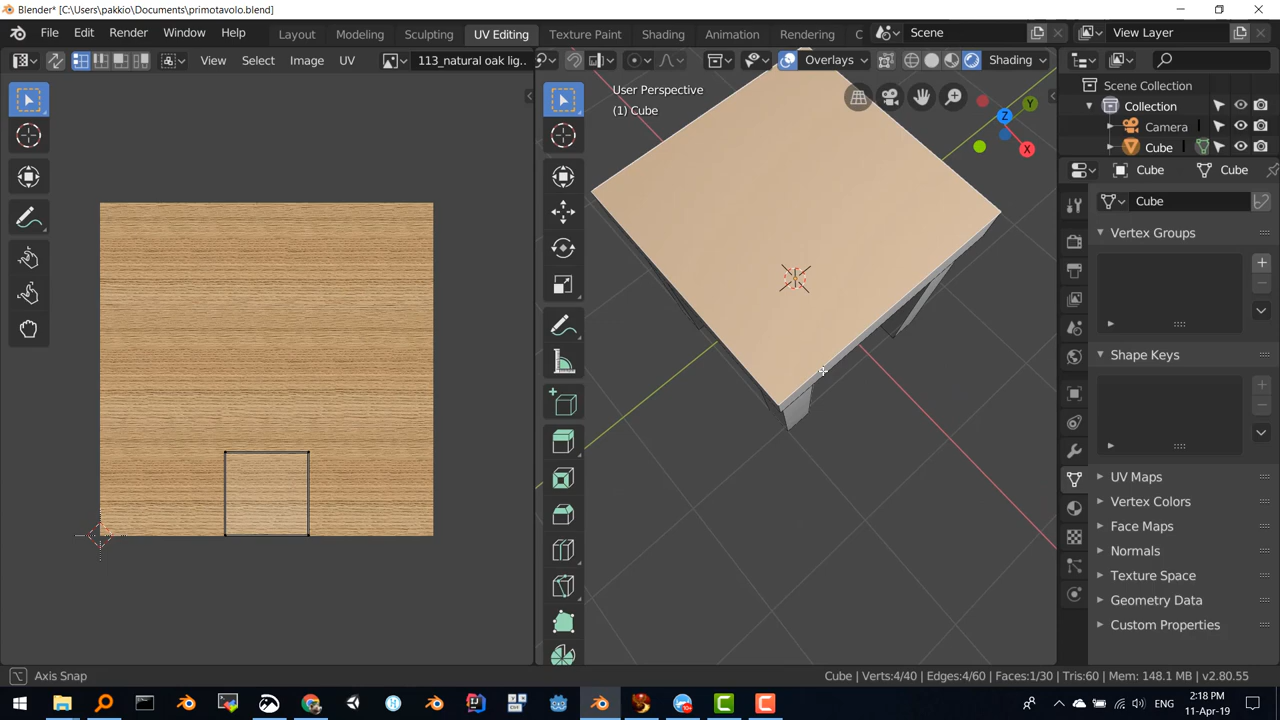 Blender* [C:\Users\pakkio\Documents\primotavolo.blend]
File Edit Render Window Help Layout Modeling Sculpting UV Editing Texture Paint Shading Animation Rendering C Scene View Layer
View Select Image UV 113_natural oak lig.. Overlays Shading
User Perspective
(1) Cube
Z
Y
X
Scene Collection
Collection
Camera
Cube
Cube Cube
Cube
Vertex Groups
Shape Keys
UV Maps
Vertex Colors
Face Maps
Normals
Texture Space
Geometry Data
Custom Properties
Axis Snap Cube | Verts:4/40 | Edges:4/60 | Faces:1/30 | Tris:60 | Mem: 148.1 MB | v2.80.55
ENG 2:18 PM
11-Apr-19